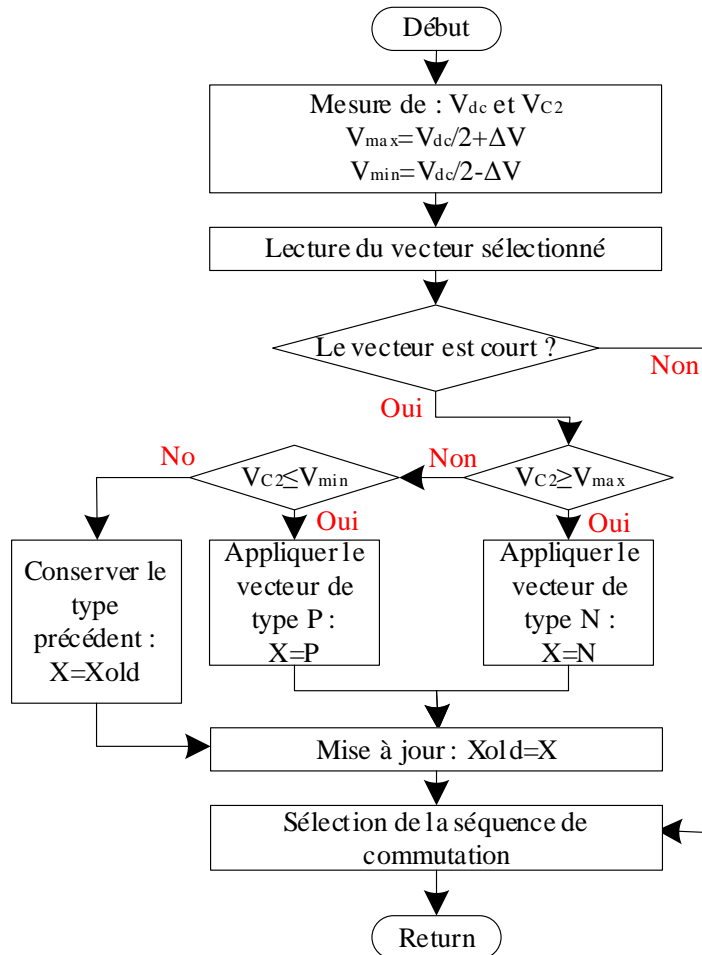 Début
Mesure de : Vdc et VC2
Vmax=Vdc/2+ΔV
Vmin=Vdc/2-ΔV
Lecture du vecteur sélectionné
Le vecteur est court ?
Non
Oui
No
VC2≤Vmin
Non
VC2≥Vmax
Oui
Oui
Conserver le
type
précédent :
X=Xold
Appliquer le
vecteur de
type P :
X=P
Appliquer le
vecteur de
type N :
X=N
Mise à jour : Xold=X
Sélection de la séquence de
commutation
Return